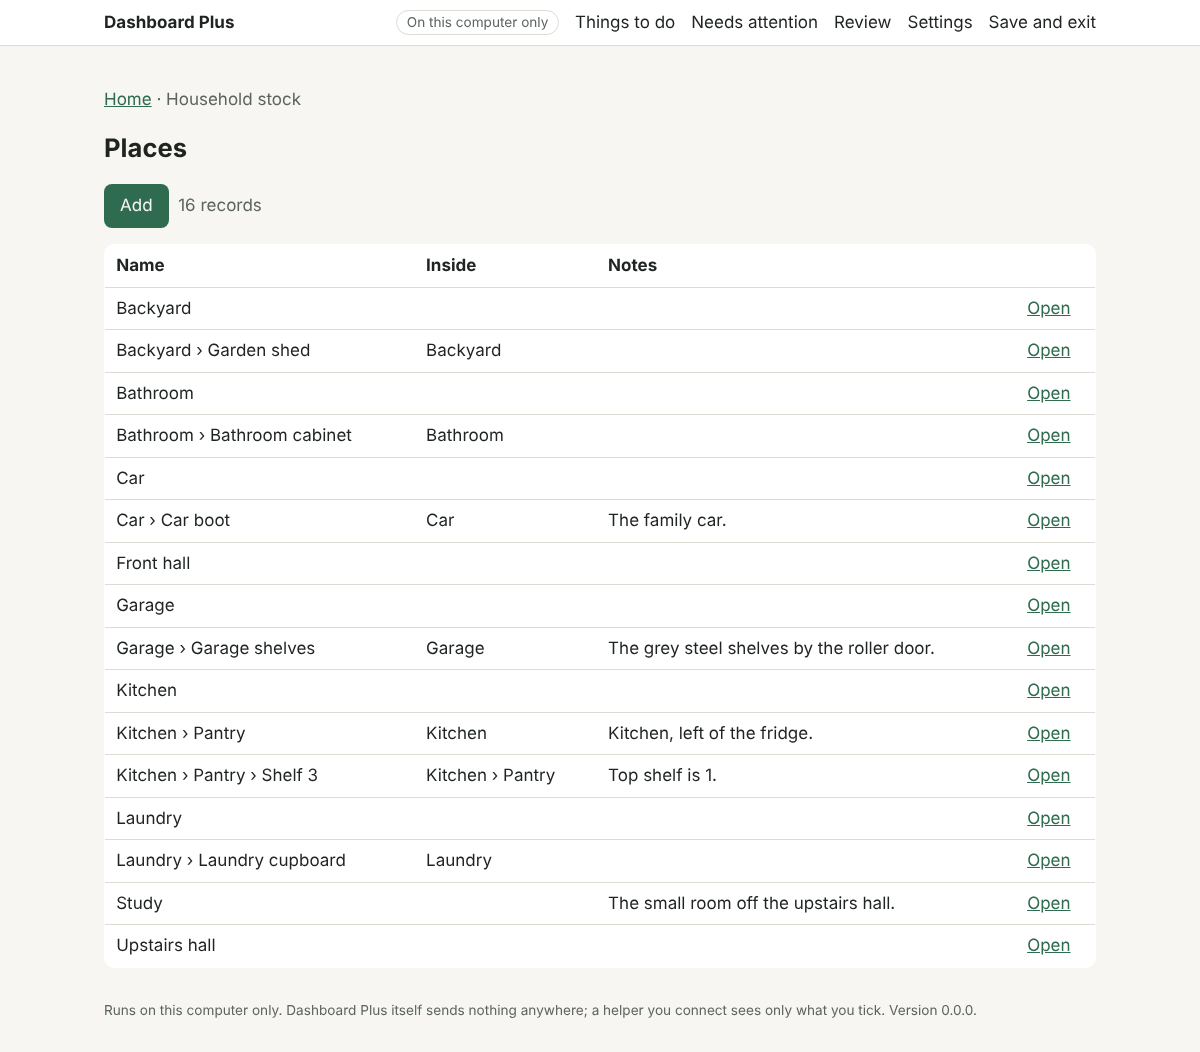 Dashboard Plus On this computer only Things to do Needs attention Review Settings Save and exit
Home · Household stock
Places
Add 16 records
Name Inside Notes
Backyard Open
Backyard › Garden shed Backyard Open
Bathroom Open
Bathroom › Bathroom cabinet Bathroom Open
Car Open
Car › Car boot Car The family car. Open
Front hall Open
Garage Open
Garage › Garage shelves Garage The grey steel shelves by the roller door. Open
Kitchen Open
Kitchen › Pantry Kitchen Kitchen, left of the fridge. Open
Kitchen › Pantry › Shelf 3 Kitchen › Pantry Top shelf is 1. Open
Laundry Open
Laundry › Laundry cupboard Laundry Open
Study The small room off the upstairs hall. Open
Upstairs hall Open
Runs on this computer only. Dashboard Plus itself sends nothing anywhere; a helper you connect sees only what you tick. Version 0.0.0.